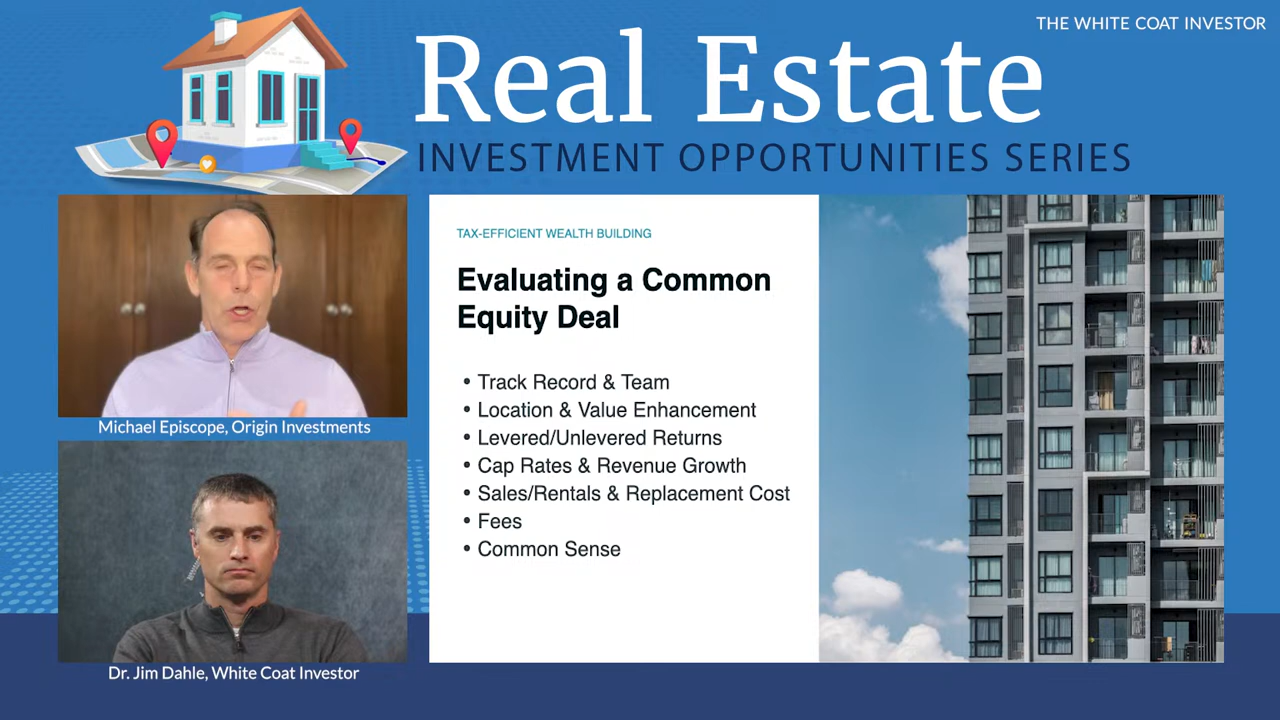 THE WHITE COAT INVESTOR
Real Estate
INVESTMENT OPPORTUNITIES SERIES
Michael Episcope, Origin Investments
Dr. Jim Dahle, White Coat Investor
TAX-EFFICIENT WEALTH BUILDING
Evaluating a Common
Equity Deal
• Track Record & Team
• Location & Value Enhancement
• Levered/Unlevered Returns
• Cap Rates & Revenue Growth
• Sales/Rentals & Replacement Cost
• Fees
• Common Sense